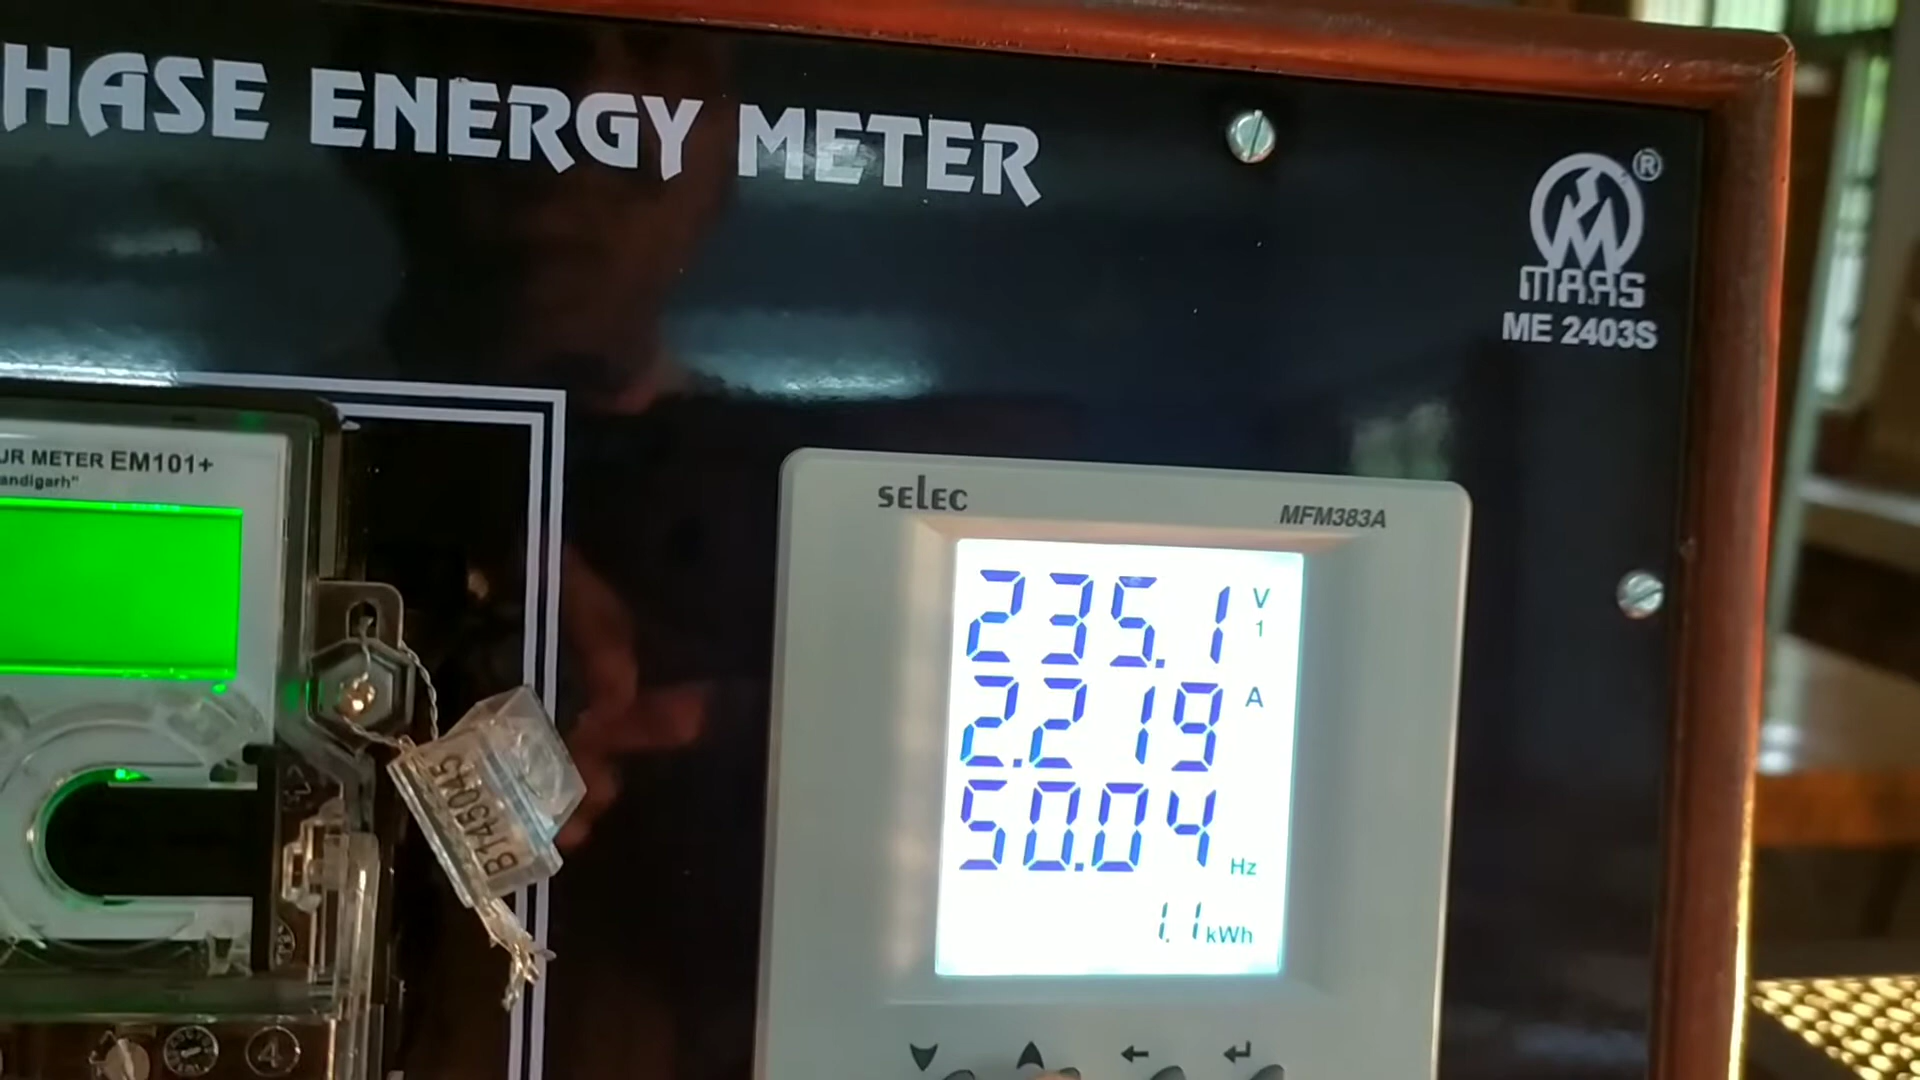 HASE ENERGY METER
®
MARS
ME 2403S
UR METER EM101+
andigarh"
selec
MFM383A
235.1 V
1
2.219 A
50.04 Hz
1.1 kWh
B145045
4